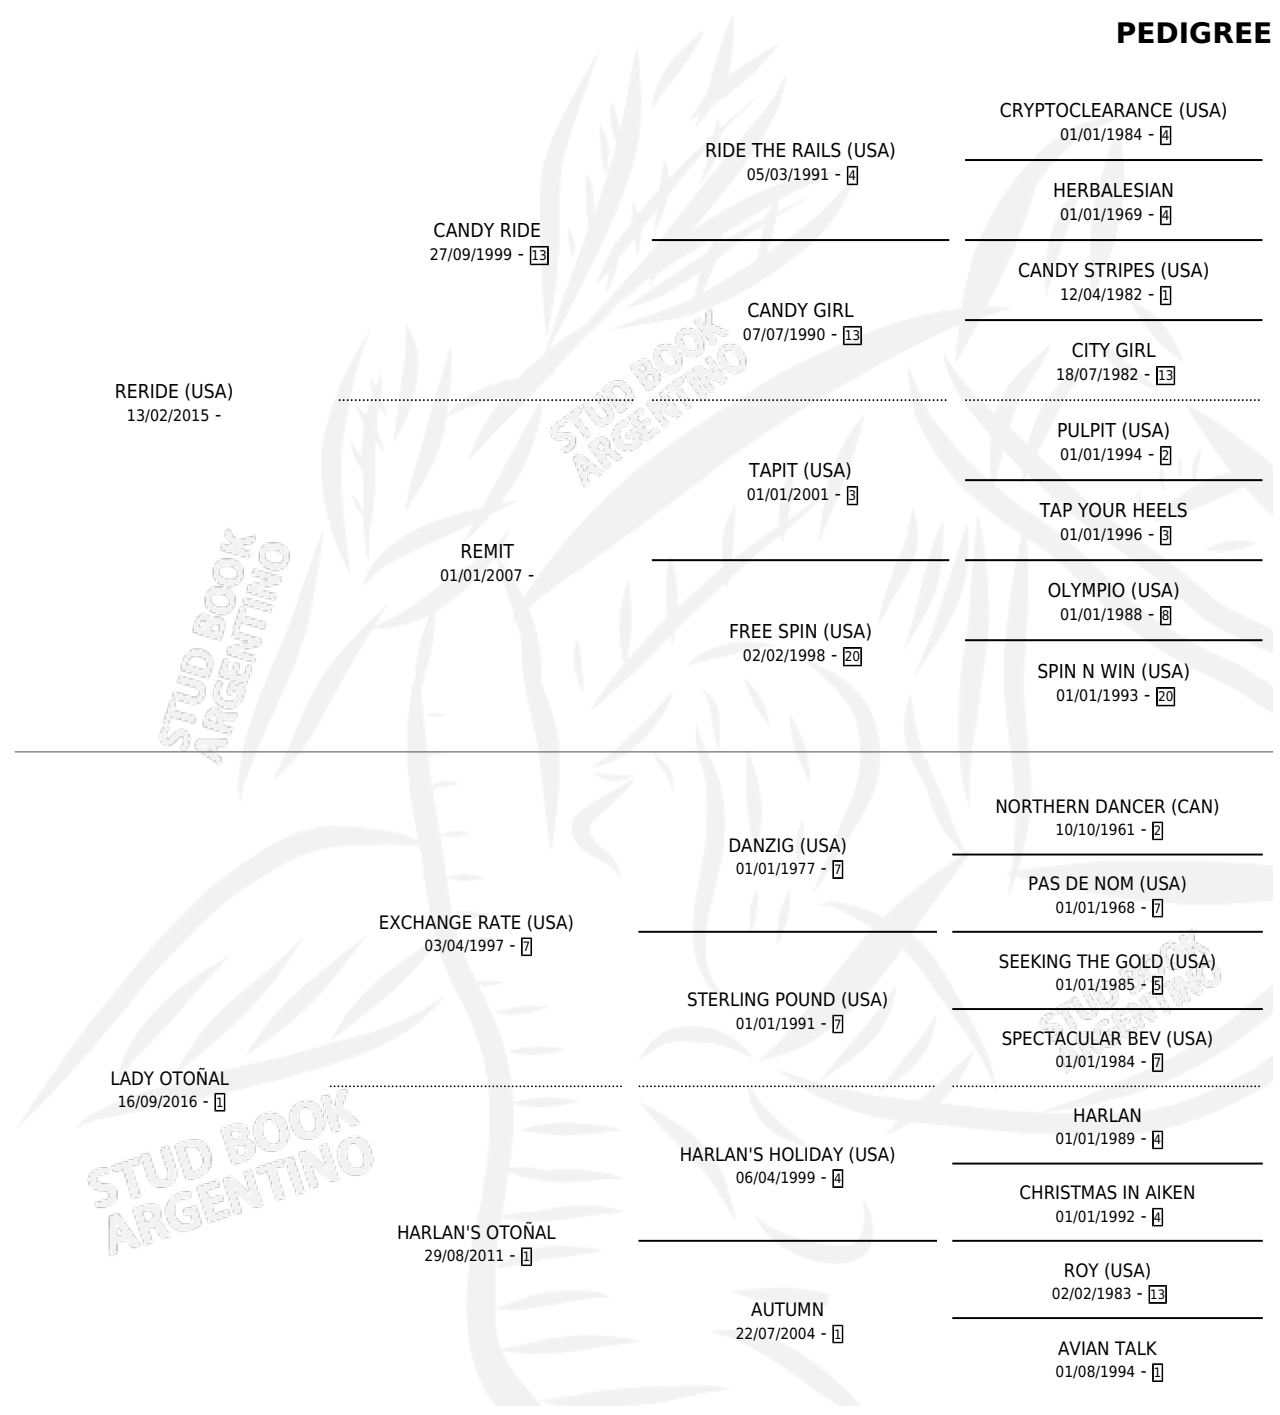 PEDIGREE
CRYPTOCLEARANCE (USA)
01/01/1984 - 4
RIDE THE RAILS (USA)
05/03/1991 - 4
HERBALESIAN
01/01/1969 - 4
CANDY RIDE
27/09/1999 - 13
CANDY STRIPES (USA)
12/04/1982 - 1
CANDY GIRL
07/07/1990 - 13
CITY GIRL
18/07/1982 - 13
RERIDE (USA)
13/02/2015 -
PULPIT (USA)
01/01/1994 - 2
TAPIT (USA)
01/01/2001 - 3
TAP YOUR HEELS
01/01/1996 - 3
REMIT
01/01/2007 -
OLYMPIO (USA)
01/01/1988 - 8
FREE SPIN (USA)
02/02/1998 - 20
SPIN N WIN (USA)
01/01/1993 - 20
NORTHERN DANCER (CAN)
10/10/1961 - 2
DANZIG (USA)
01/01/1977 - 7
PAS DE NOM (USA)
01/01/1968 - 7
EXCHANGE RATE (USA)
03/04/1997 - 7
SEEKING THE GOLD (USA)
01/01/1985 - 5
STERLING POUND (USA)
01/01/1991 - 7
SPECTACULAR BEV (USA)
01/01/1984 - 7
LADY OTOÑAL
16/09/2016 - 1
HARLAN
01/01/1989 - 4
HARLAN'S HOLIDAY (USA)
06/04/1999 - 4
CHRISTMAS IN AIKEN
01/01/1992 - 4
HARLAN'S OTOÑAL
29/08/2011 - 1
ROY (USA)
02/02/1983 - 13
AUTUMN
22/07/2004 - 1
AVIAN TALK
01/08/1994 - 1
STUD BOOK
ARGENTINO
STUD BOOK
ARGENTINO
STUD BOOK
ARGENTINO
STUD BOOK
ARGENTINO